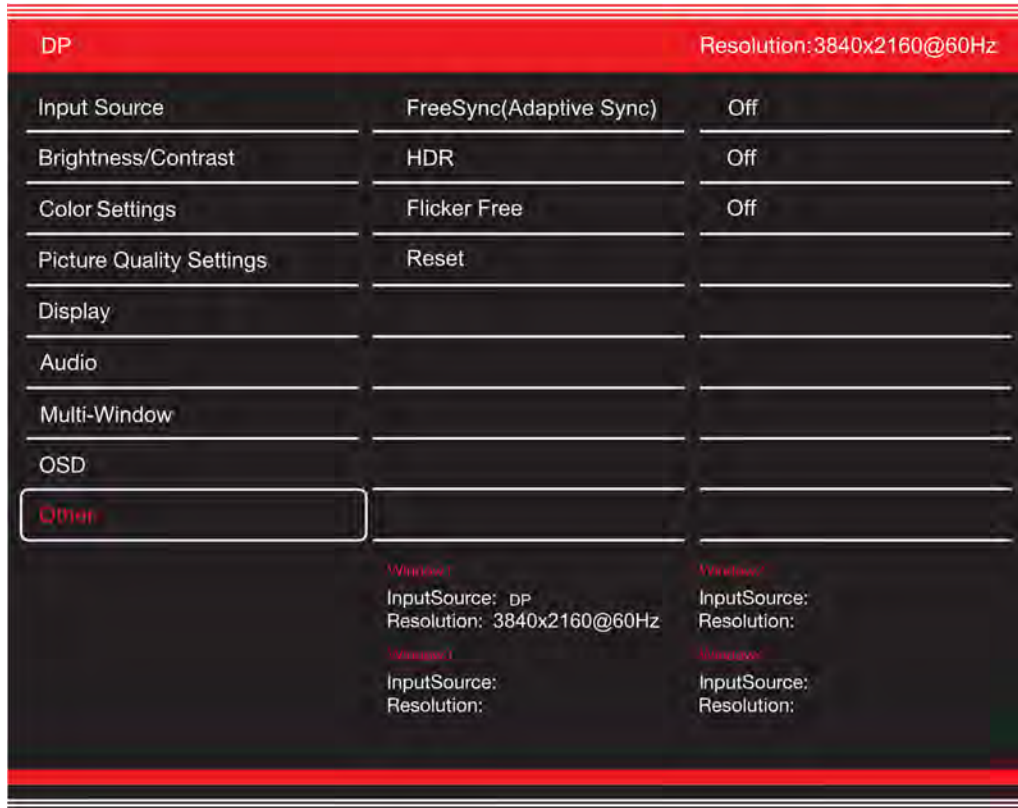 DP Resolution:3840x2160@60Hz
Input Source FreeSync(Adaptive Sync) Off
Brightness/Contrast HDR Off
Color Settings Flicker Free Off
Picture Quality Settings Reset
Display
Audio
Multi-Window
OSD
Other
InputSource: DP InputSource:
Resolution: 3840x2160@60Hz Resolution:
InputSource: InputSource:
Resolution: Resolution: